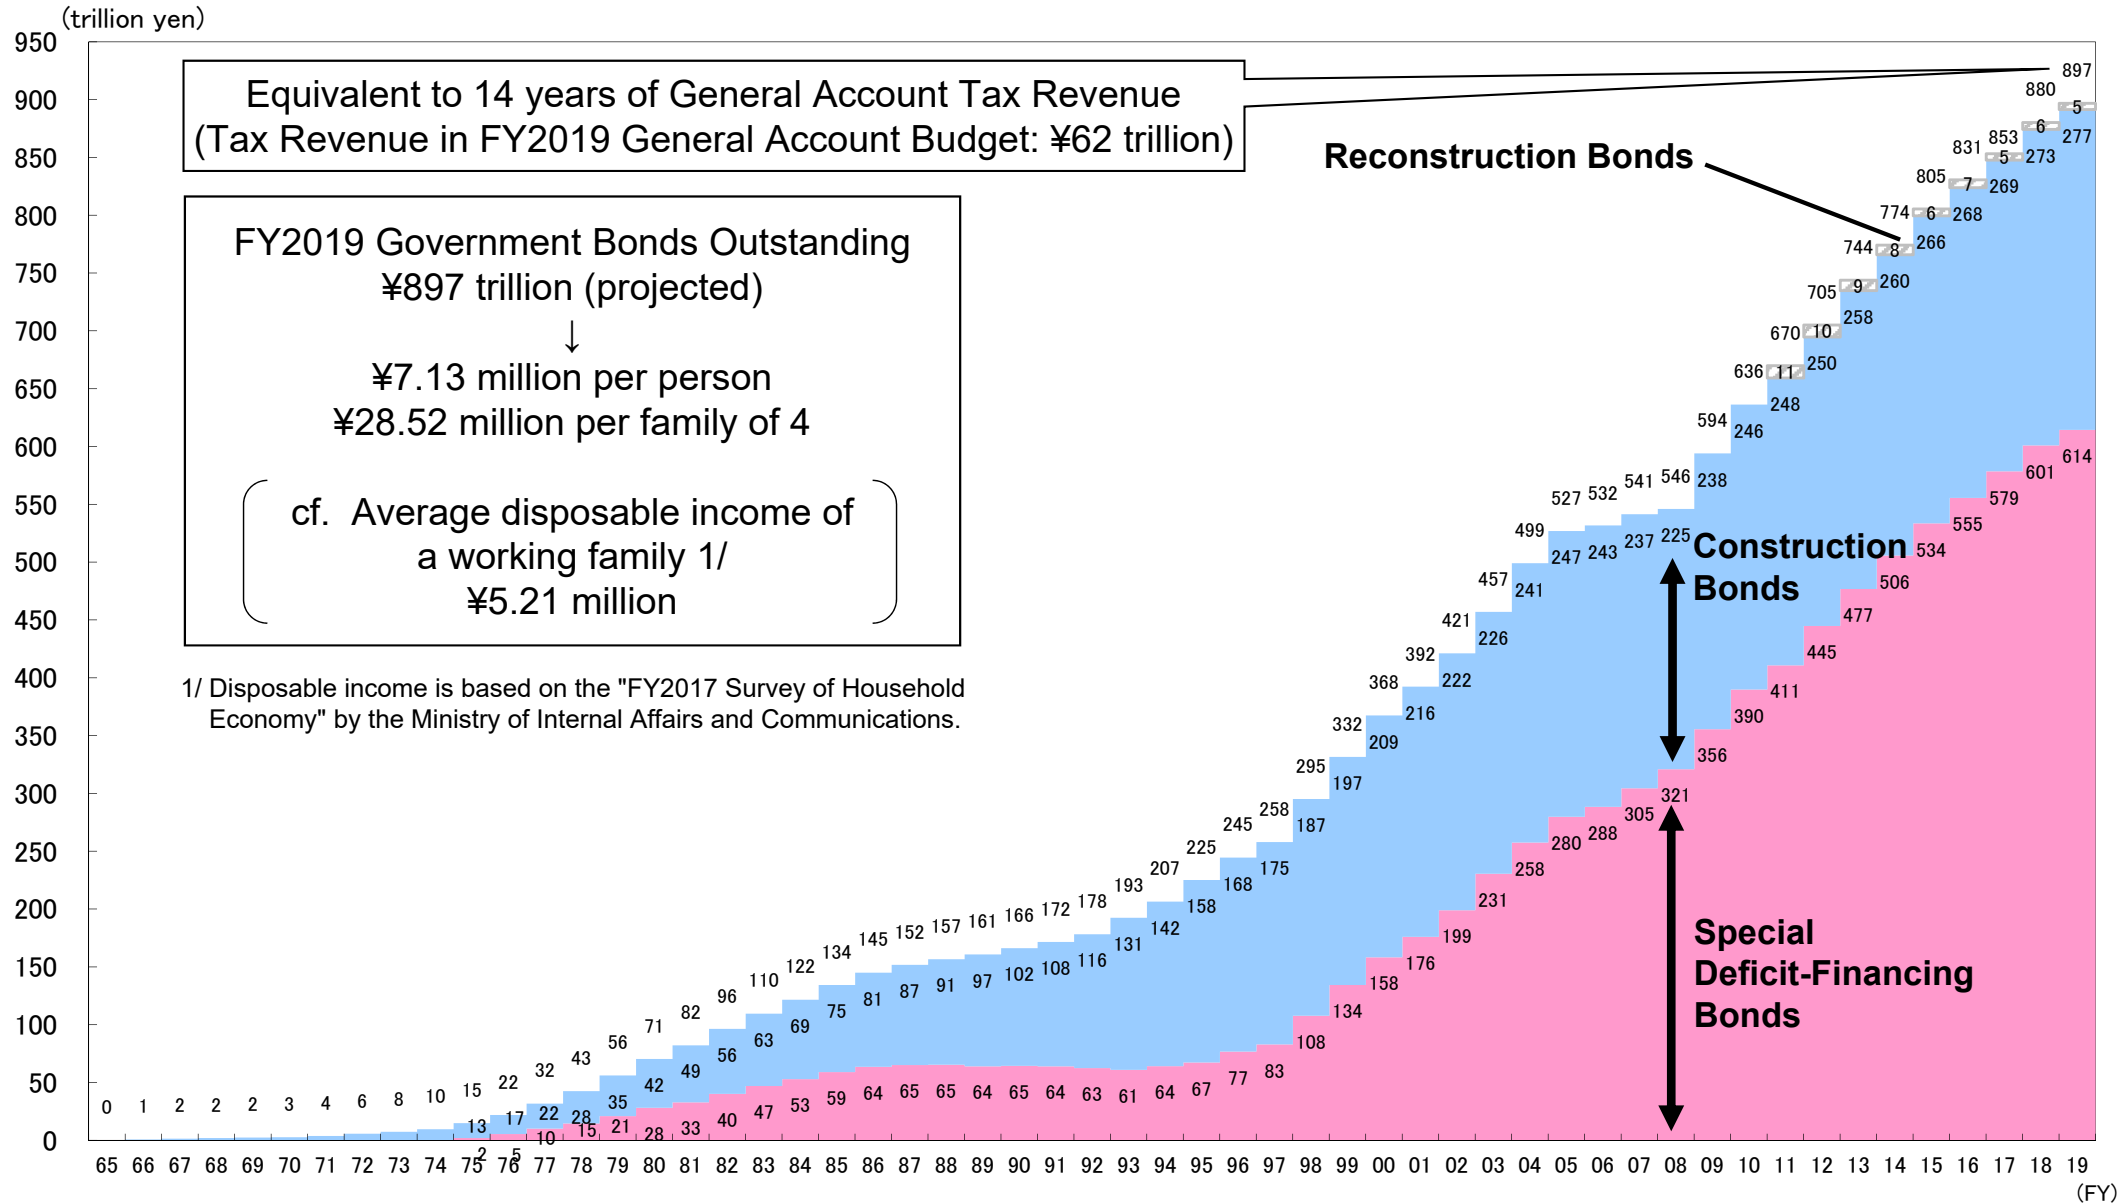 (trillion yen)
950
900
850
800
750
700
650
600
550
500
450
400
350
300
250
200
150
100
50
0
Equivalent to 14 years of General Account Tax Revenue
(Tax Revenue in FY2019 General Account Budget: ¥62 trillion)
FY2019 Government Bonds Outstanding
¥897 trillion (projected)
↓
¥7.13 million per person
¥28.52 million per family of 4
cf. Average disposable income of
a working family 1/
¥5.21 million
1/ Disposable income is based on the "FY2017 Survey of Household
Economy" by the Ministry of Internal Affairs and Communications.
Reconstruction Bonds
Construction
Bonds
Special
Deficit-Financing
Bonds
0 1 2 2 2 3 4 6 8 10 15 22 32 43 56 71 82 96 110 122 134 145 152 157 161 166 172 178 193 207 225 245 258 295 332 368 392 421 457 499 527 532 541 546 594 636 670 705 744 774 805 831 853 880 897
11 10 9 8 6 7 5 6 5
13 17 22 28 35 42 49 56 63 69 75 81 87 91 97 102 108 116 131 142 158 168 175 187 197 209 216 222 226 241 247 243 237 225 238 246 248 250 258 260 266 268 269 273 277
2 5 10 15 21 28 33 40 47 53 59 64 65 65 64 65 64 63 61 64 67 77 83 108 134 158 176 199 231 258 280 288 305 321 356 390 411 445 477 506 534 555 579 601 614
65 66 67 68 69 70 71 72 73 74 75 76 77 78 79 80 81 82 83 84 85 86 87 88 89 90 91 92 93 94 95 96 97 98 99 00 01 02 03 04 05 06 07 08 09 10 11 12 13 14 15 16 17 18 19
(FY)